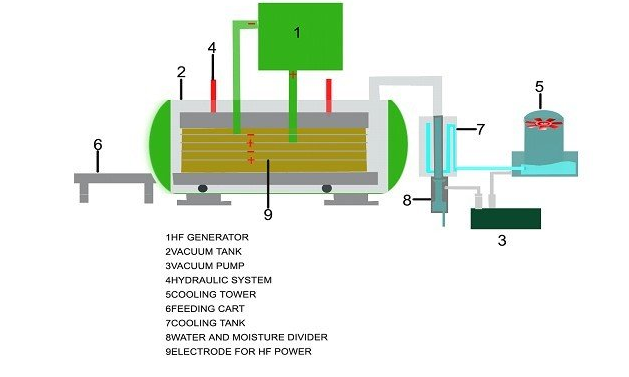 1
4
2
5
6
7
8
9
3
1HF GENERATOR
2VACUUM TANK
3VACUUM PUMP
4HYDRAULIC SYSTEM
5COOLING TOWER
6FEEDING CART
7COOLING TANK
8WATER AND MOISTURE DIVIDER
9ELECTRODE FOR HF POWER